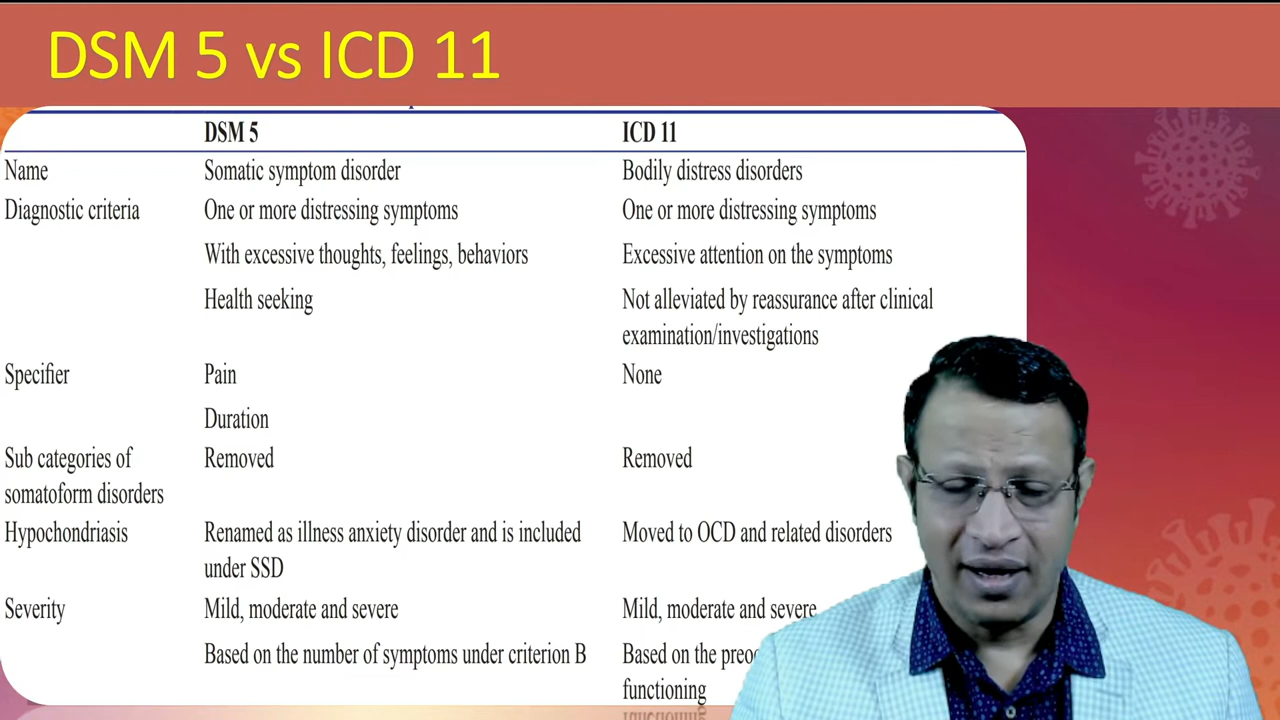 DSM 5 vs ICD 11
DSM 5 ICD 11
Name Somatic symptom disorder Bodily distress disorders
Diagnostic criteria One or more distressing symptoms One or more distressing symptoms
With excessive thoughts, feelings, behaviors Excessive attention on the symptoms
Health seeking Not alleviated by reassurance after clinical
examination/investigations
Specifier Pain None
Duration
Sub categories of Removed Removed
somatoform disorders
Hypochondriasis Renamed as illness anxiety disorder and is included Moved to OCD and related disorders
under SSD
Severity Mild, moderate and severe Mild, moderate and severe
Based on the number of symptoms under criterion B Based on the
functioning